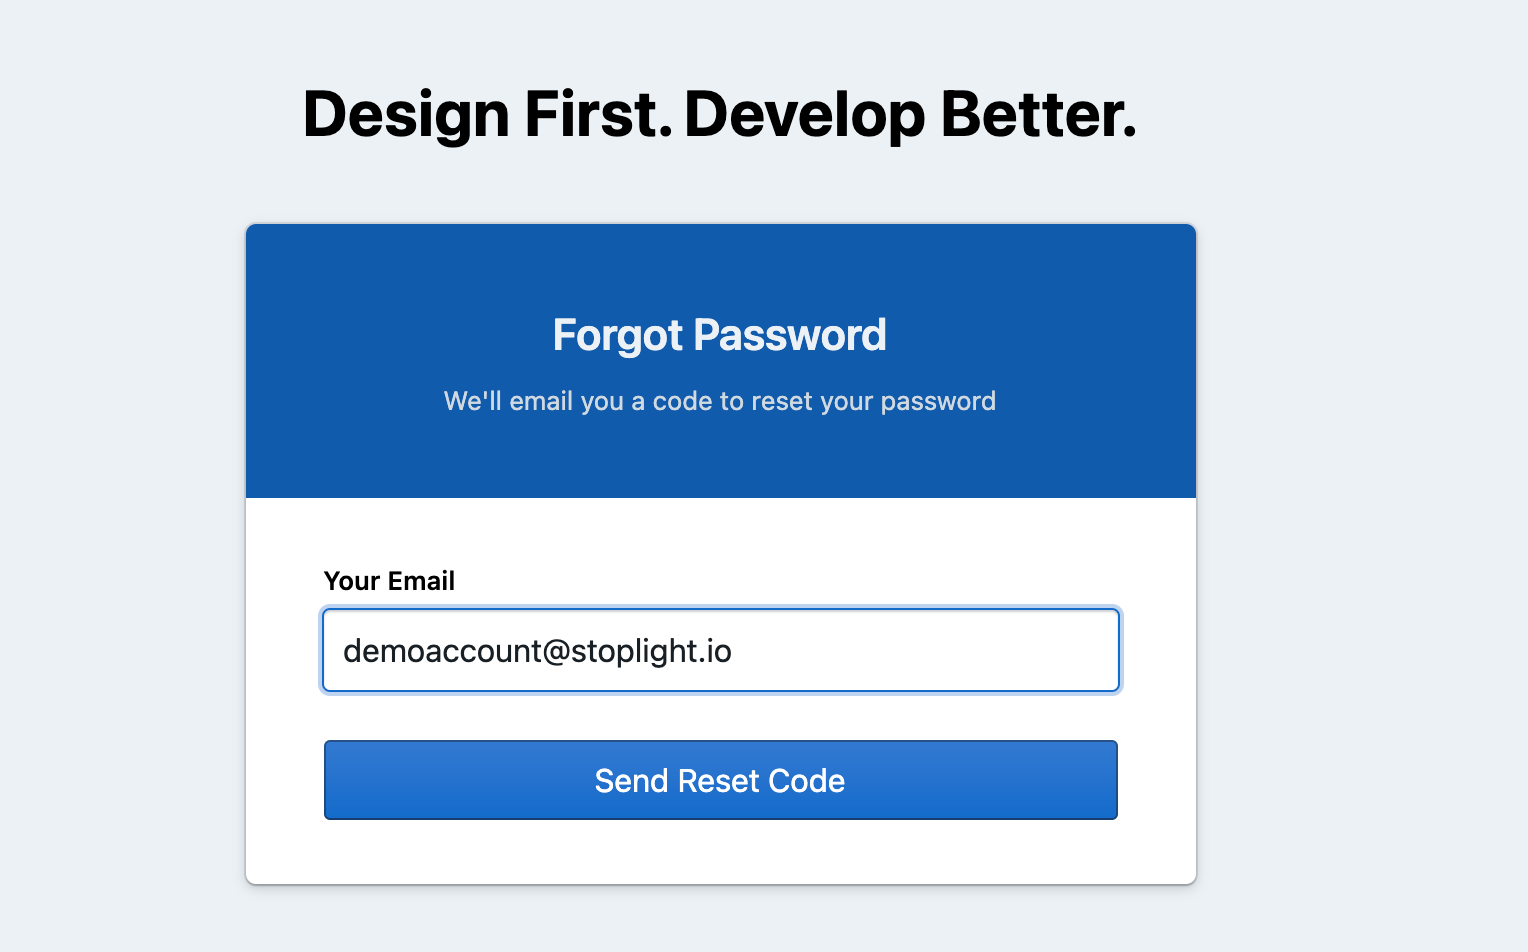 Design First. Develop Better.
Forgot Password
We'll email you a code to reset your password
Your Email
demoaccount@stoplight.io
Send Reset Code